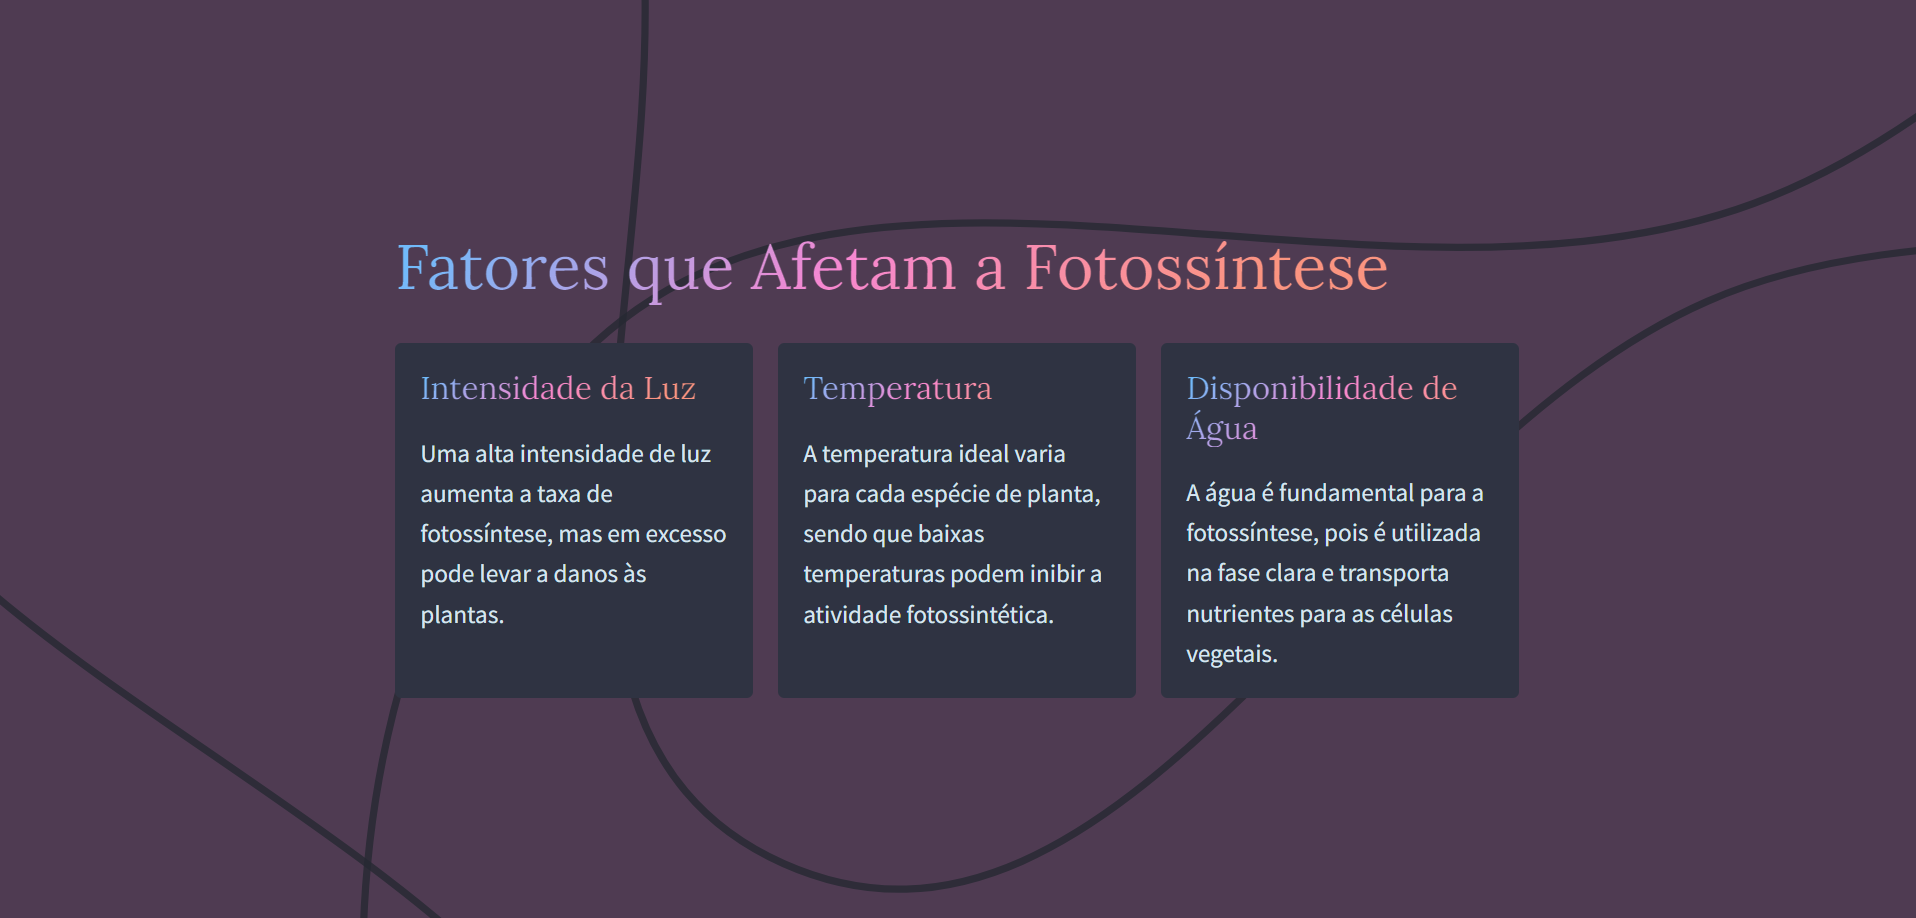 Fatores que Afetam a Fotossíntese
Intensidade da Luz
Uma alta intensidade de luz
aumenta a taxa de
fotossíntese, mas em excesso
pode levar a danos às
plantas.
Temperatura
A temperatura ideal varia
para cada espécie de planta,
sendo que baixas
temperaturas podem inibir a
atividade fotossintética.
Disponibilidade de
Água
A água é fundamental para a
fotossíntese, pois é utilizada
na fase clara e transporta
nutrientes para as células
vegetais.